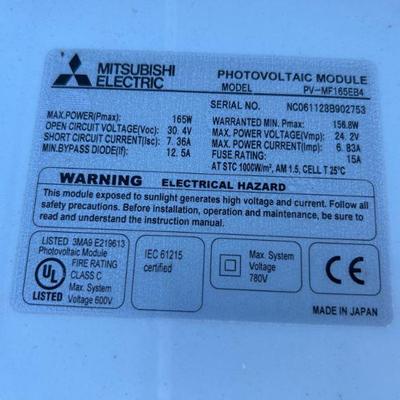 MITSUBISHI
ELECTRIC
PHOTOVOLTAIC MODULE
MODEL PV-MF165EB4
SERIAL NO. NC061128B902753
MAX.POWER(Pmax) 165W
OPEN CIRCUIT VOLTAGE(Voc) 30.4V
SHORT CIRCUIT CURRENT(Isc) 7.36A
MIN.BYPASS DIODE(If) 12.5A
WARRANTED MIN.Pmax 156.8W
VOLTAGE(Vmp) 24.2V
CURRENT(Imp) 6.83A
FUSE RATING 15A
AT STC 1000W/m², AM 1.5, CELL T 25°C
WARNING ELECTRICAL HAZARD
This module exposed to sunlight generates high voltage and current. Follow all
safety precautions. Before installation, operation and maintenance, be sure to
read and understand the instruction manual.
LISTED 3MA9 E219613
Photovoltaic Module
FIRE RATING
CLASS C
Max. System
Voltage 600V
UL
LISTED
IEC 61215
certified
Max. System
Voltage
780V
MADE IN JAPAN